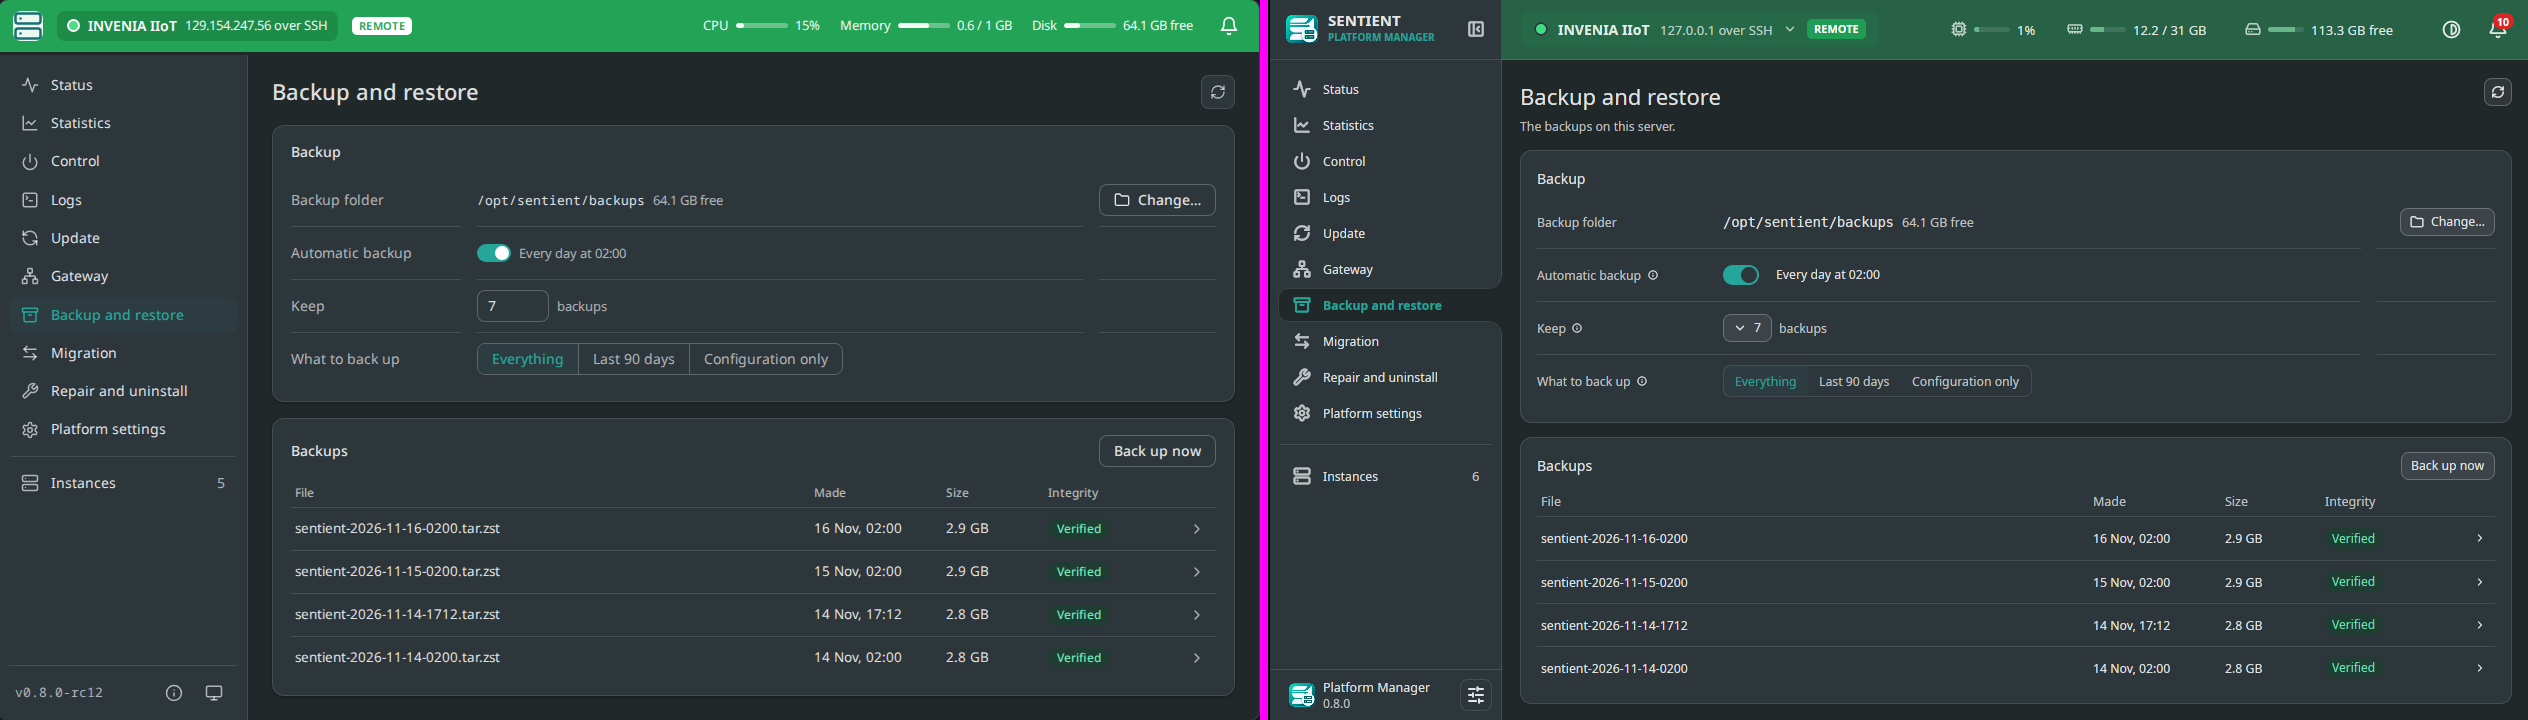 INVENIA IIoT 129.154.247.56 over SSH REMOTE CPU 15% Memory 0.6 / 1 GB Disk 64.1 GB free
Status
Statistics
Control
Logs
Update
Gateway
Backup and restore
Migration
Repair and uninstall
Platform settings
Instances 5
v0.8.0-rc12
Backup and restore
Backup
Backup folder /opt/sentient/backups 64.1 GB free Change...
Automatic backup Every day at 02:00
Keep 7 backups
What to back up Everything Last 90 days Configuration only
Backups Back up now
File Made Size Integrity
sentient-2026-11-16-0200.tar.zst 16 Nov, 02:00 2.9 GB Verified
sentient-2026-11-15-0200.tar.zst 15 Nov, 02:00 2.9 GB Verified
sentient-2026-11-14-1712.tar.zst 14 Nov, 17:12 2.8 GB Verified
sentient-2026-11-14-0200.tar.zst 14 Nov, 02:00 2.8 GB Verified
SENTIENT
PLATFORM MANAGER
INVENIA IIoT 127.0.0.1 over SSH REMOTE 1% 12.2 / 31 GB 113.3 GB free 10
Status
Statistics
Control
Logs
Update
Gateway
Backup and restore
Migration
Repair and uninstall
Platform settings
Instances 6
Platform Manager
0.8.0
Backup and restore
The backups on this server.
Backup
Backup folder /opt/sentient/backups 64.1 GB free Change...
Automatic backup Every day at 02:00
Keep 7 backups
What to back up Everything Last 90 days Configuration only
Backups Back up now
File Made Size Integrity
sentient-2026-11-16-0200 16 Nov, 02:00 2.9 GB Verified
sentient-2026-11-15-0200 15 Nov, 02:00 2.9 GB Verified
sentient-2026-11-14-1712 14 Nov, 17:12 2.8 GB Verified
sentient-2026-11-14-0200 14 Nov, 02:00 2.8 GB Verified